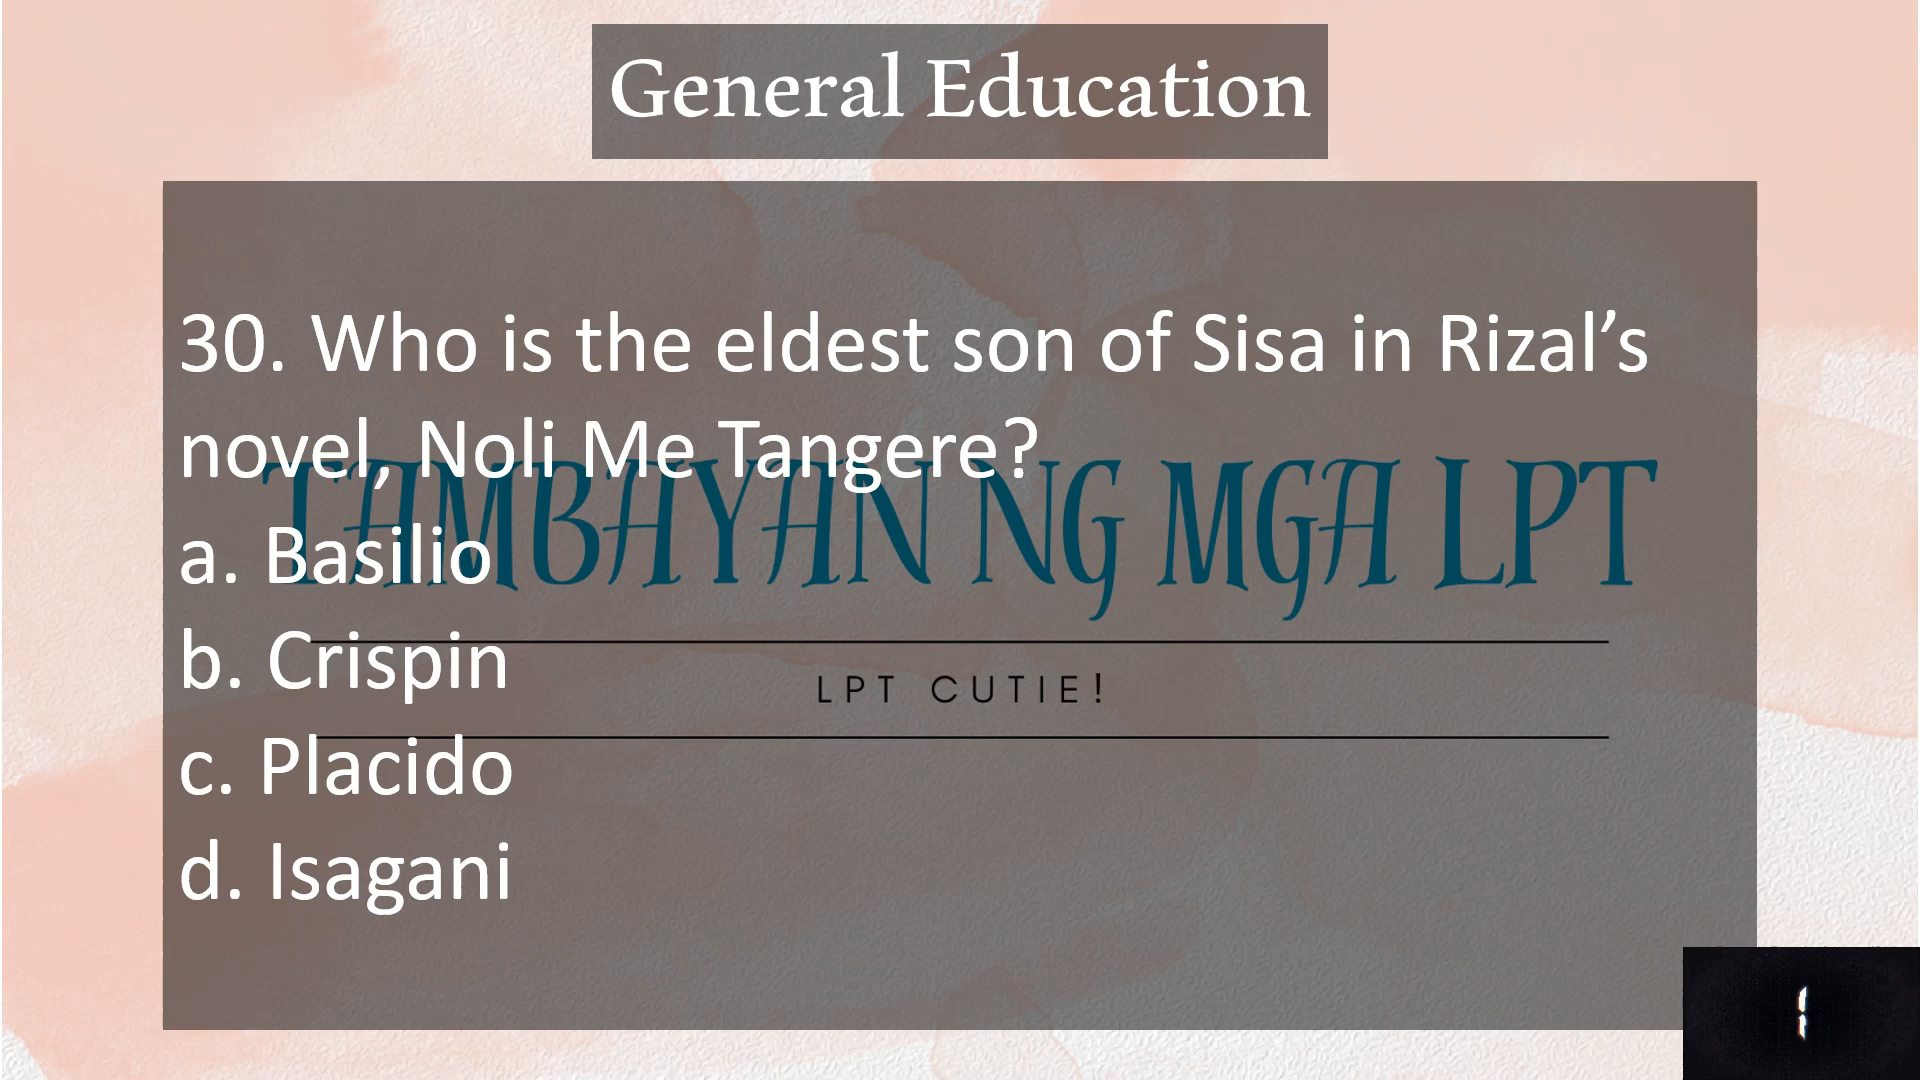 General Education
30. Who is the eldest son of Sisa in Rizal’s
novel, Noli Me Tangere?
TAMBAYAN NG MGA LPT
a. Basilio
b. Crispin
LPT CUTIE!
c. Placido
d. Isagani
1